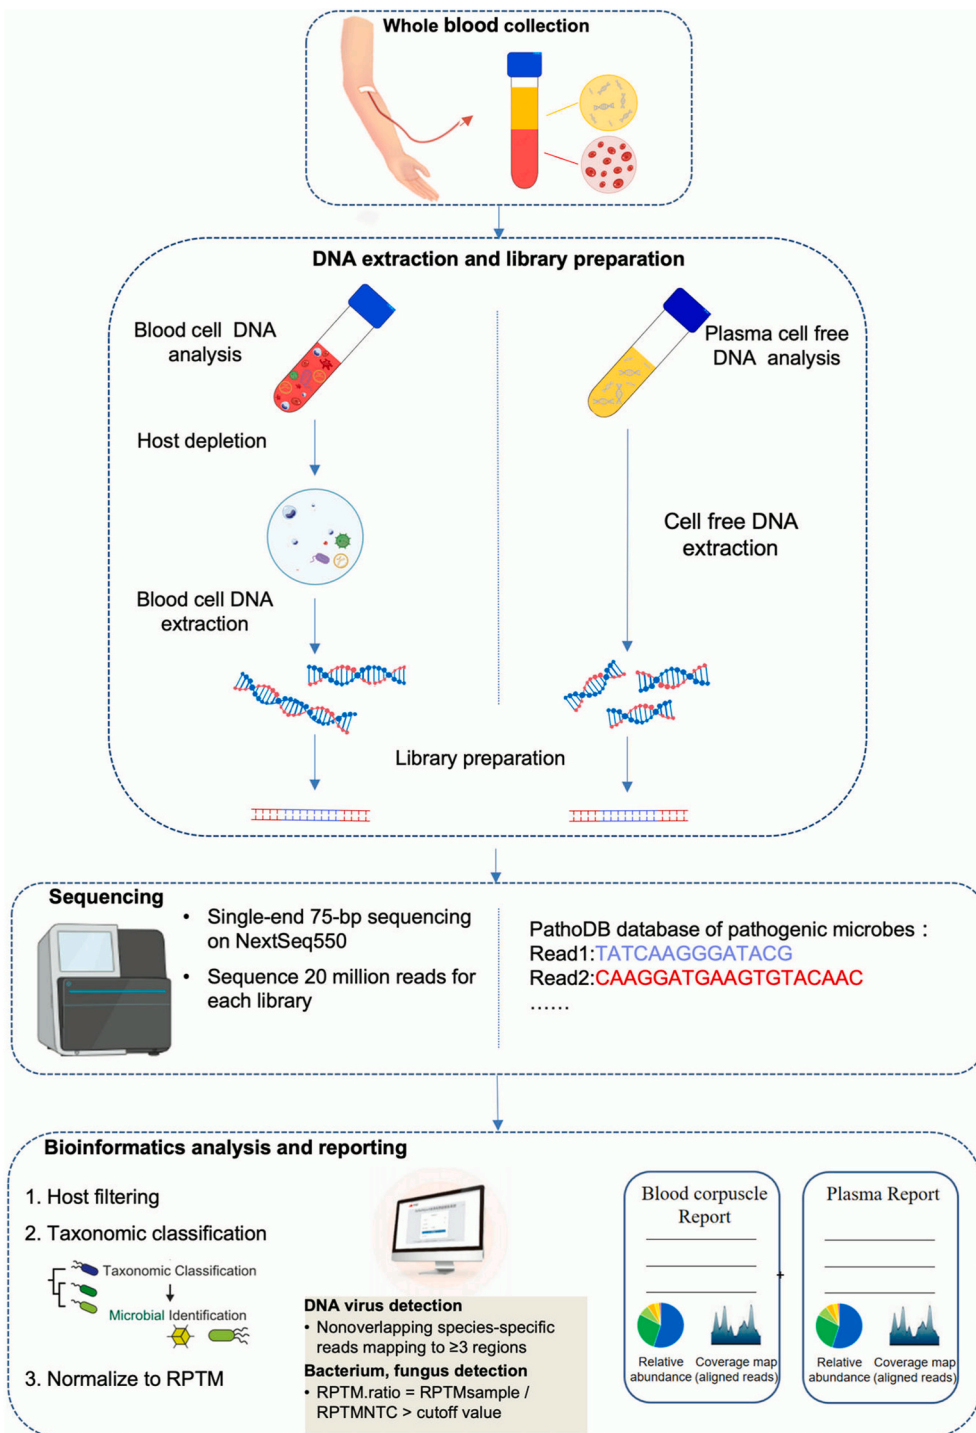 Whole blood collection
DNA extraction and library preparation
Blood cell DNA
analysis
Plasma cell free
DNA analysis
Host depletion
Cell free DNA
extraction
Blood cell DNA
extraction
Library preparation
Sequencing
• Single-end 75-bp sequencing
on NextSeq550
• Sequence 20 million reads for
each library
PathoDB database of pathogenic microbes :
Read1:TATCAAGGGATACG
Read2:CAAGGATGAAGTGTACAAC
......
Bioinformatics analysis and reporting
1. Host filtering
2. Taxonomic classification
Taxonomic Classification
Microbial Identification
3. Normalize to RPTM
DNA virus detection
• Nonoverlapping species-specific
reads mapping to ≥3 regions
Bacterium, fungus detection
• RPTM.ratio = RPTMsample /
RPTMNTC > cutoff value
Blood corpuscle
Report
Relative
abundance
Coverage map
(aligned reads)
+
Plasma Report
Relative
abundance
Coverage map
(aligned reads)